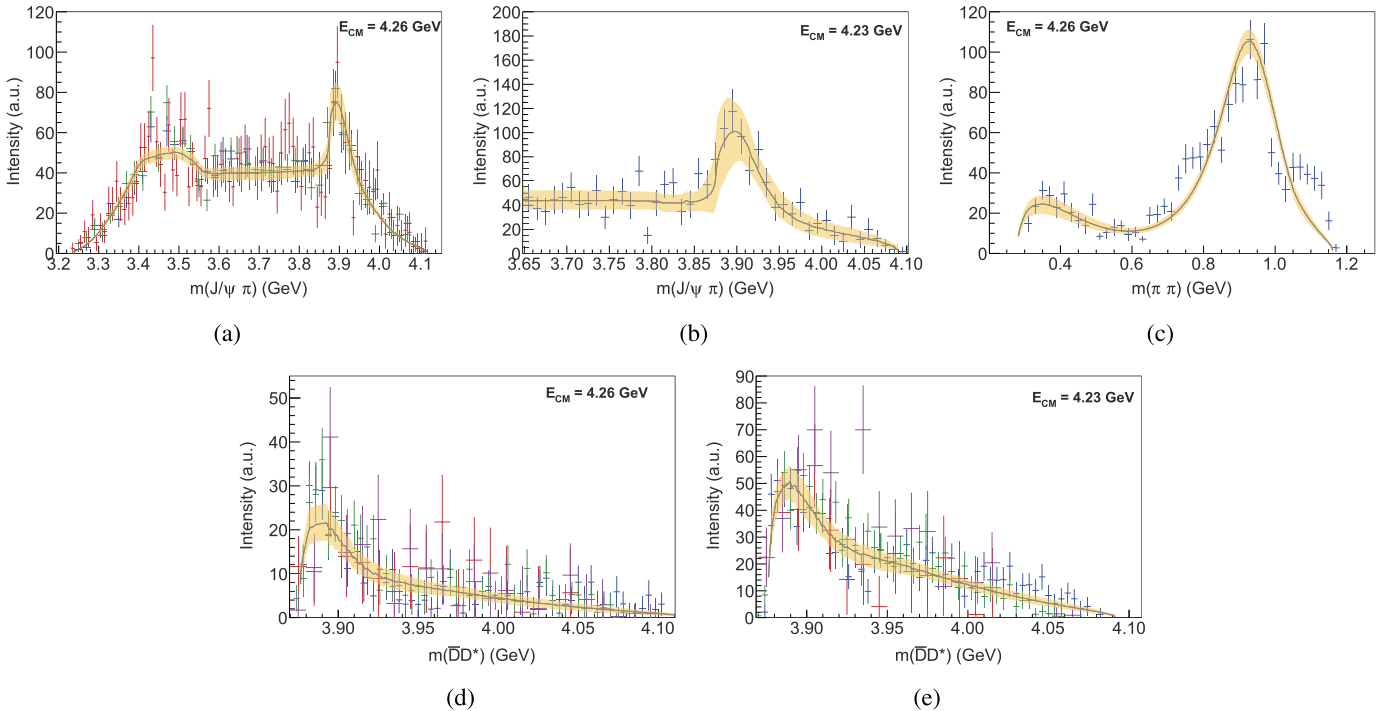 120
100
80
60
40
20
0
Intensity (a.u.)
E_CM = 4.26 GeV
3.2 3.3 3.4 3.5 3.6 3.7 3.8 3.9 4.0
m(J/ψ π) (GeV)
(a)
200
180
160
140
120
100
80
60
40
20
0
Intensity (a.u.)
E_CM = 4.23 GeV
3.65 3.70 3.75 3.80 3.85 3.90 3.95 4.00 4.05 4.10
m(J/ψ π) (GeV)
(b)
120
100
80
60
40
20
0
Intensity (a.u.)
E_CM = 4.26 GeV
0.4 0.6 0.8 1.0 1.2
m(π π) (GeV)
(c)
50
40
30
20
10
0
Intensity (a.u.)
E_CM = 4.26 GeV
3.90 3.95 4.00 4.05 4.10
m(D̅D*) (GeV)
(d)
90
80
70
60
50
40
30
20
10
0
Intensity (a.u.)
E_CM = 4.23 GeV
3.90 3.95 4.00 4.05 4.10
m(D̅D*) (GeV)
(e)